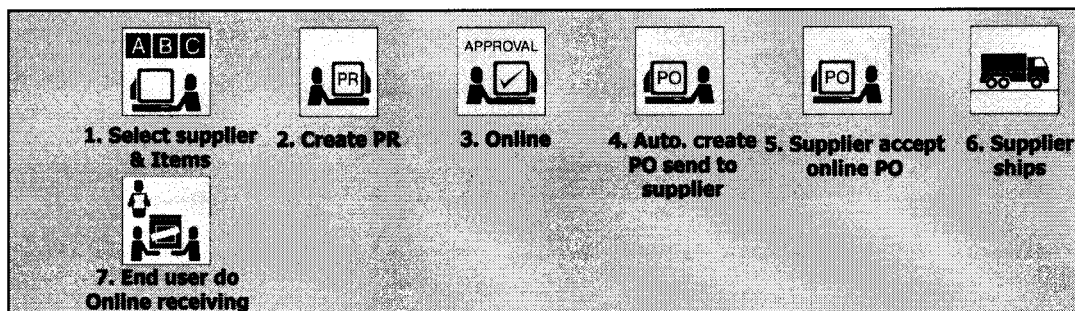 A B C
PR
APPROVAL
PO
PO
1. Select supplier
& Items
2. Create PR
3. Online
4. Auto. create
PO send to
supplier
5. Supplier accept
online PO
6. Supplier
ships
7. End user do
Online receiving